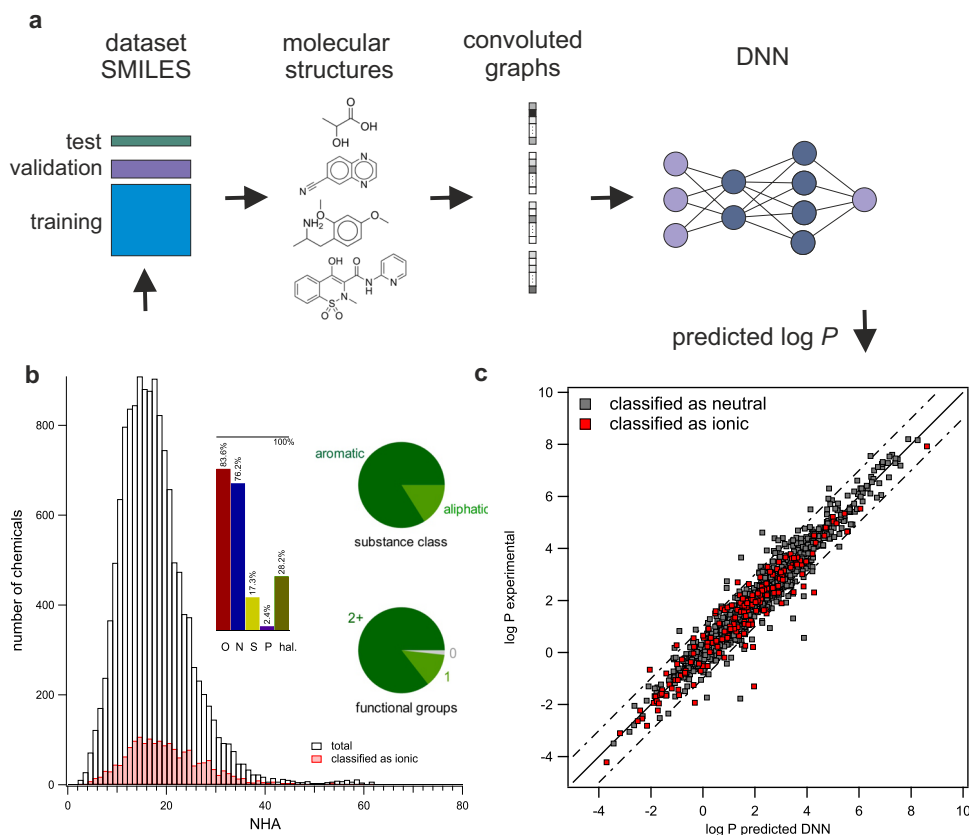 a
dataset
SMILES
molecular
structures
convoluted
graphs
DNN
test
validation
training
O
OH
OH
N
N
N
O
O
NH₂
OH
O
N
H
N
S
N
O
O
predicted log P
b
number of chemicals
800
600
400
200
0
0
20
40
60
80
NHA
100%
83.6%
76.2%
17.3%
2.4%
28.2%
O N S P hal.
aromatic
aliphatic
substance class
2+
0
1
functional groups
total
classified as ionic
c
classified as neutral
classified as ionic
log P experimental
10
8
6
4
2
0
-2
-4
-4
-2
0
2
4
6
8
10
log P predicted DNN